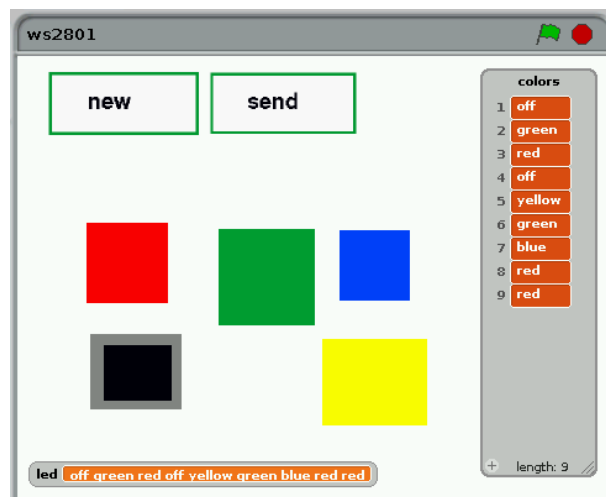 ws2801
new
send
colors
1 off
2 green
3 red
4 off
5 yellow
6 green
7 blue
8 red
9 red
+ length: 9
led off green red off yellow green blue red red